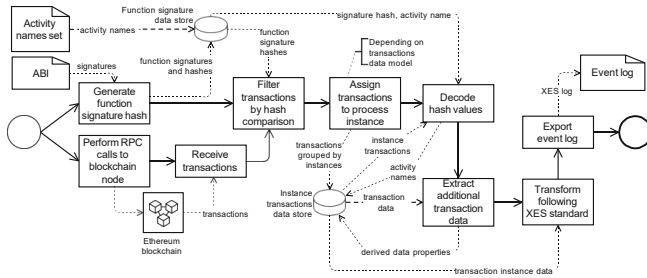 Activity
names set
activity names
Function signature
data store
signature hash, activity name
ABI
signatures
function signatures
and hashes
function
signature
hashes
Depending on
transactions
data model
Event log
XES log
Generate
function
signature hash
Filter
transactions
by hash
comparison
Assign
transactions
to process
instance
Decode
hash values
Export
event log
Perform RPC
calls to
blockchain
node
Receive
transactions
transactions
grouped by
instances
instance
transactions
activity
names
transactions
Ethereum
blockchain
Instance
transactions
data store
transaction
data
Extract
additional
transaction
data
Transform
following
XES standard
derived data properties
transaction instance data